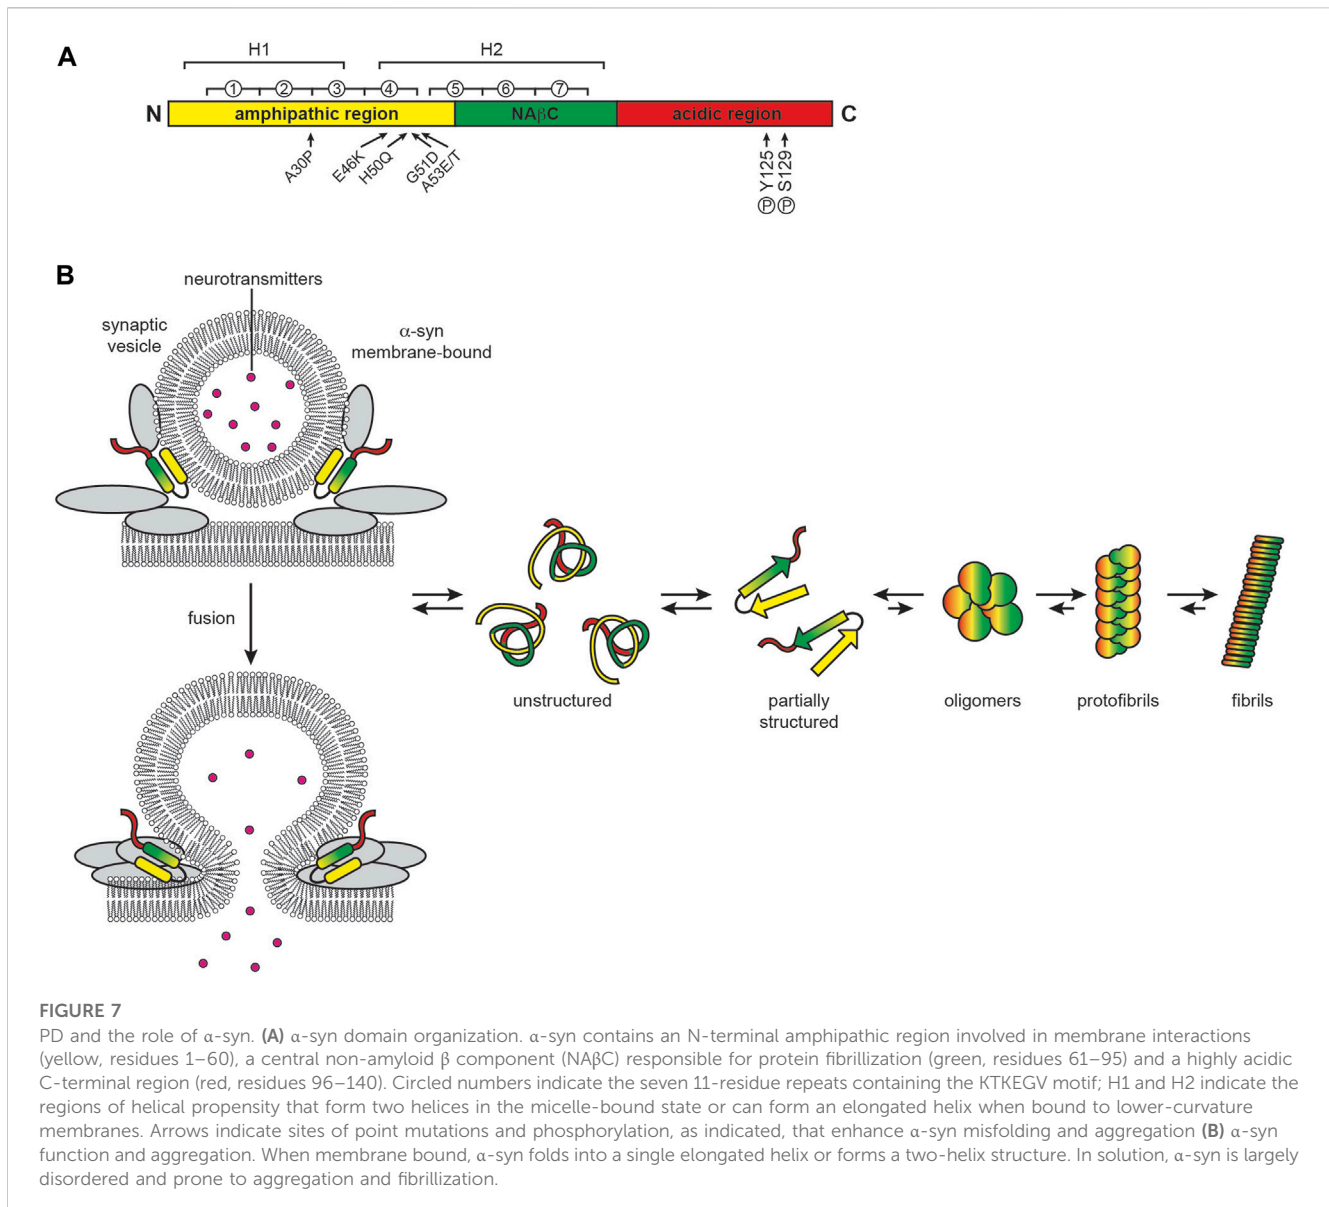 A
H1
H2
1 2 3 4 5 6 7
N amphipathic region NAβC acidic region C
A30P
E46K
H50Q
G51D
A53E/T
Y125
S129
P P
B
neurotransmitters
synaptic
vesicle
α-syn
membrane-bound
fusion
unstructured
partially
structured
oligomers
protofibrils
fibrils
FIGURE 7
PD and the role of α-syn. (A) α-syn domain organization. α-syn contains an N-terminal amphipathic region involved in membrane interactions
(yellow, residues 1–60), a central non-amyloid β component (NAβC) responsible for protein fibrillization (green, residues 61–95) and a highly acidic
C-terminal region (red, residues 96–140). Circled numbers indicate the seven 11-residue repeats containing the KTKEGV motif; H1 and H2 indicate the
regions of helical propensity that form two helices in the micelle-bound state or can form an elongated helix when bound to lower-curvature
membranes. Arrows indicate sites of point mutations and phosphorylation, as indicated, that enhance α-syn misfolding and aggregation (B) α-syn
function and aggregation. When membrane bound, α-syn folds into a single elongated helix or forms a two-helix structure. In solution, α-syn is largely
disordered and prone to aggregation and fibrillization.